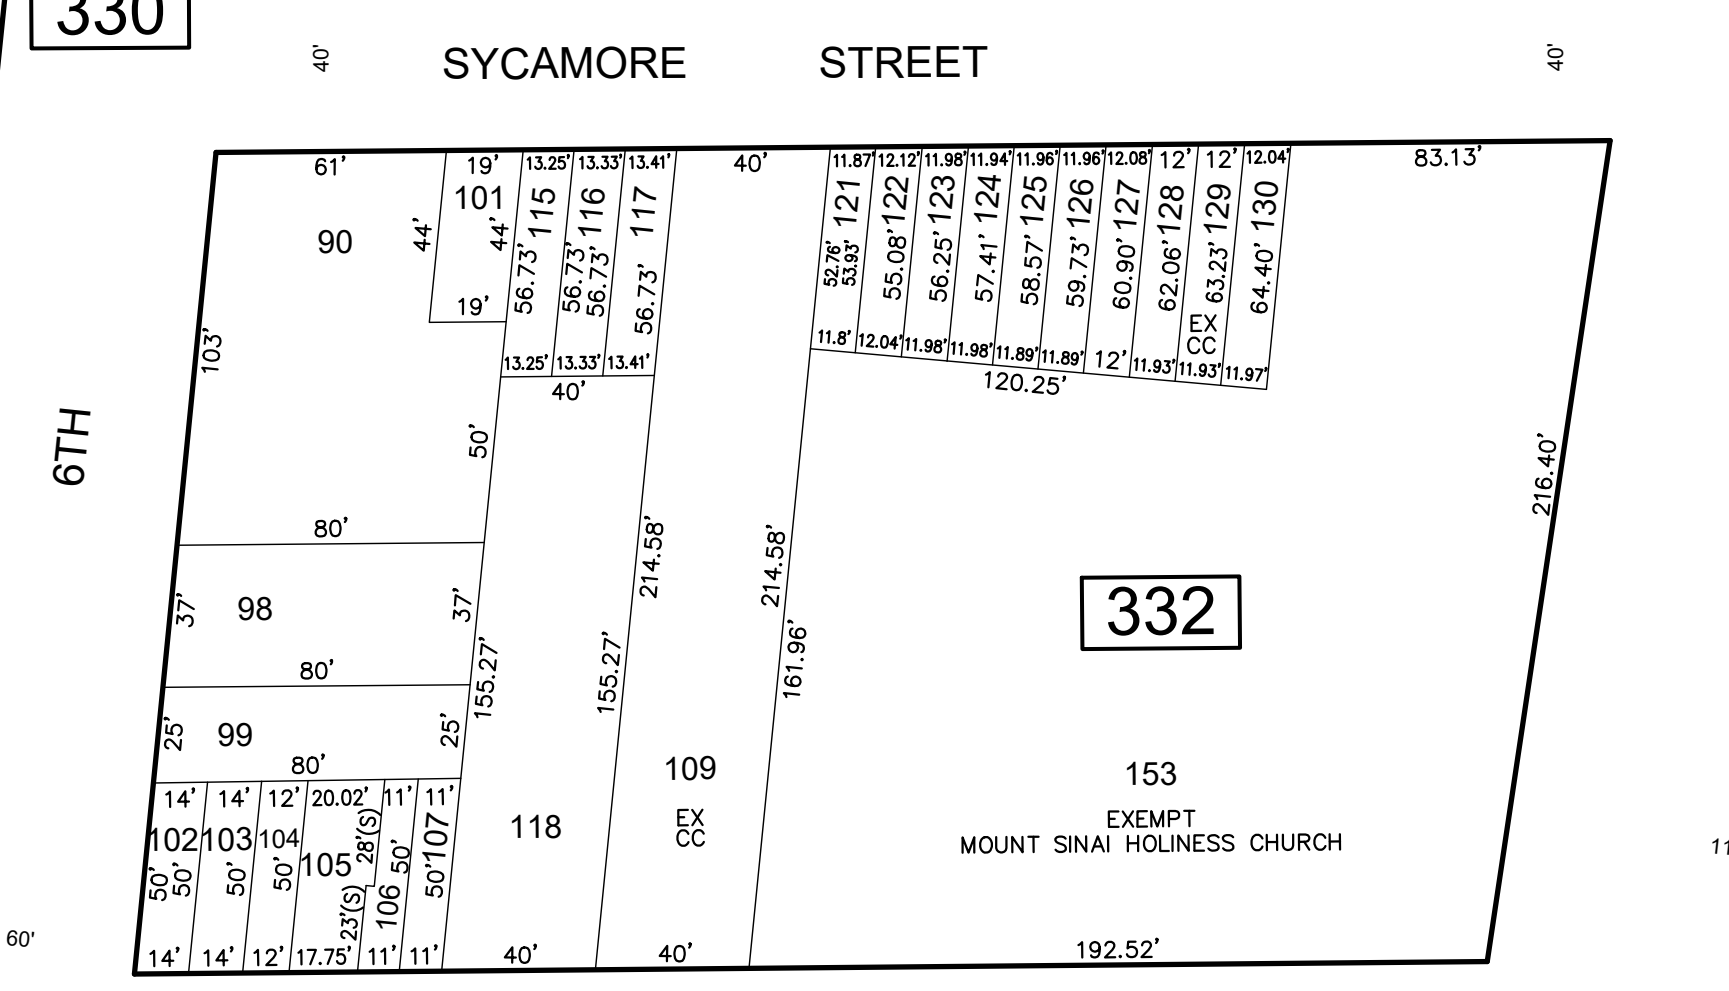 330
40'
SYCAMORE STREET
40'
61' 19' 13.25' 13.33' 13.41' 40' 11.87' 12.12' 11.98' 11.94' 11.96' 11.96' 12.08' 12' 12' 12.04' 83.13'
90 101 115 116 117 121 122 123 124 125 126 127 128 129 130
44' 44' 56.73' 56.73' 56.73' 56.73' 52.76' 53.93' 55.08' 56.25' 57.41' 58.57' 59.73' 60.90' 62.06' 63.23' 64.40'
EX
CC
19'
103'
13.25' 13.33' 13.41' 11.8' 12.04' 11.98' 11.98' 11.89' 11.89' 12' 11.93' 11.93' 11.97'
40' 120.25'
6TH
50'
216.40'
80'
214.58' 214.58'
37' 98 37'
332
80'
155.27' 155.27' 161.96'
25' 99 25'
80'
109
EX
CC
153
EXEMPT
MOUNT SINAI HOLINESS CHURCH
14' 14' 12' 20.02' 11' 11'
102 103 104 105 106 107
28'(S)
118
50' 50' 50' 50' 50' 50'
23'(S)
11
60'
14' 14' 12' 17.75' 11' 11' 40' 40' 192.52'